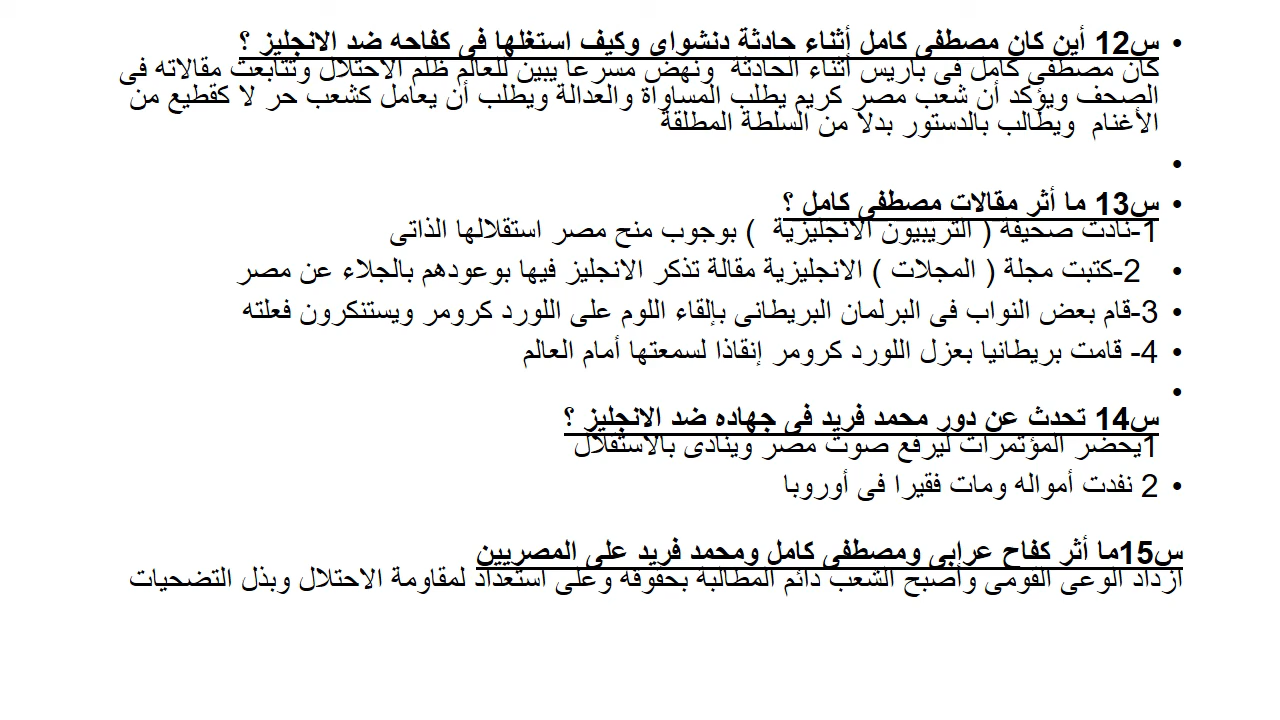 • س12 أين كان مصطفى كامل أثناء حادثة دنشواى وكيف استغلها فى كفاحه ضد الانجليز ؟
كان مصطفى كامل فى باريس أثناء الحادثة ونهض مسرعا يبين للعالم ظلم الاحتلال وتتابعت مقالاته فى
الصحف ويؤكد أن شعب مصر كريم يطلب المساواة والعدالة ويطلب أن يعامل كشعب حر لا كقطيع من
الأغنام ويطالب بالدستور بدلا من السلطة المطلقة
•
• س13 ما أثر مقالات مصطفى كامل ؟
1-نادت صحيفة ( التريبيون الانجليزية ) بوجوب منح مصر استقلالها الذاتى
• 2-كتبت مجلة ( المجلات ) الانجليزية مقالة تذكر الانجليز فيها بوعودهم بالجلاء عن مصر
• 3-قام بعض النواب فى البرلمان البريطانى بإلقاء اللوم على اللورد كرومر ويستنكرون فعلته
• 4- قامت بريطانيا بعزل اللورد كرومر إنقاذا لسمعتها أمام العالم
•
س14 تحدث عن دور محمد فريد فى جهاده ضد الانجليز ؟
1يحضر المؤتمرات ليرفع صوت مصر وينادى بالاستقلال
• 2 نفدت أمواله ومات فقيرا فى أوروبا
س15ما أثر كفاح عرابى ومصطفى كامل ومحمد فريد على المصريين
ازداد الوعى القومى وأصبح الشعب دائم المطالبة بحقوقه وعلى استعداد لمقاومة الاحتلال وبذل التضحيات